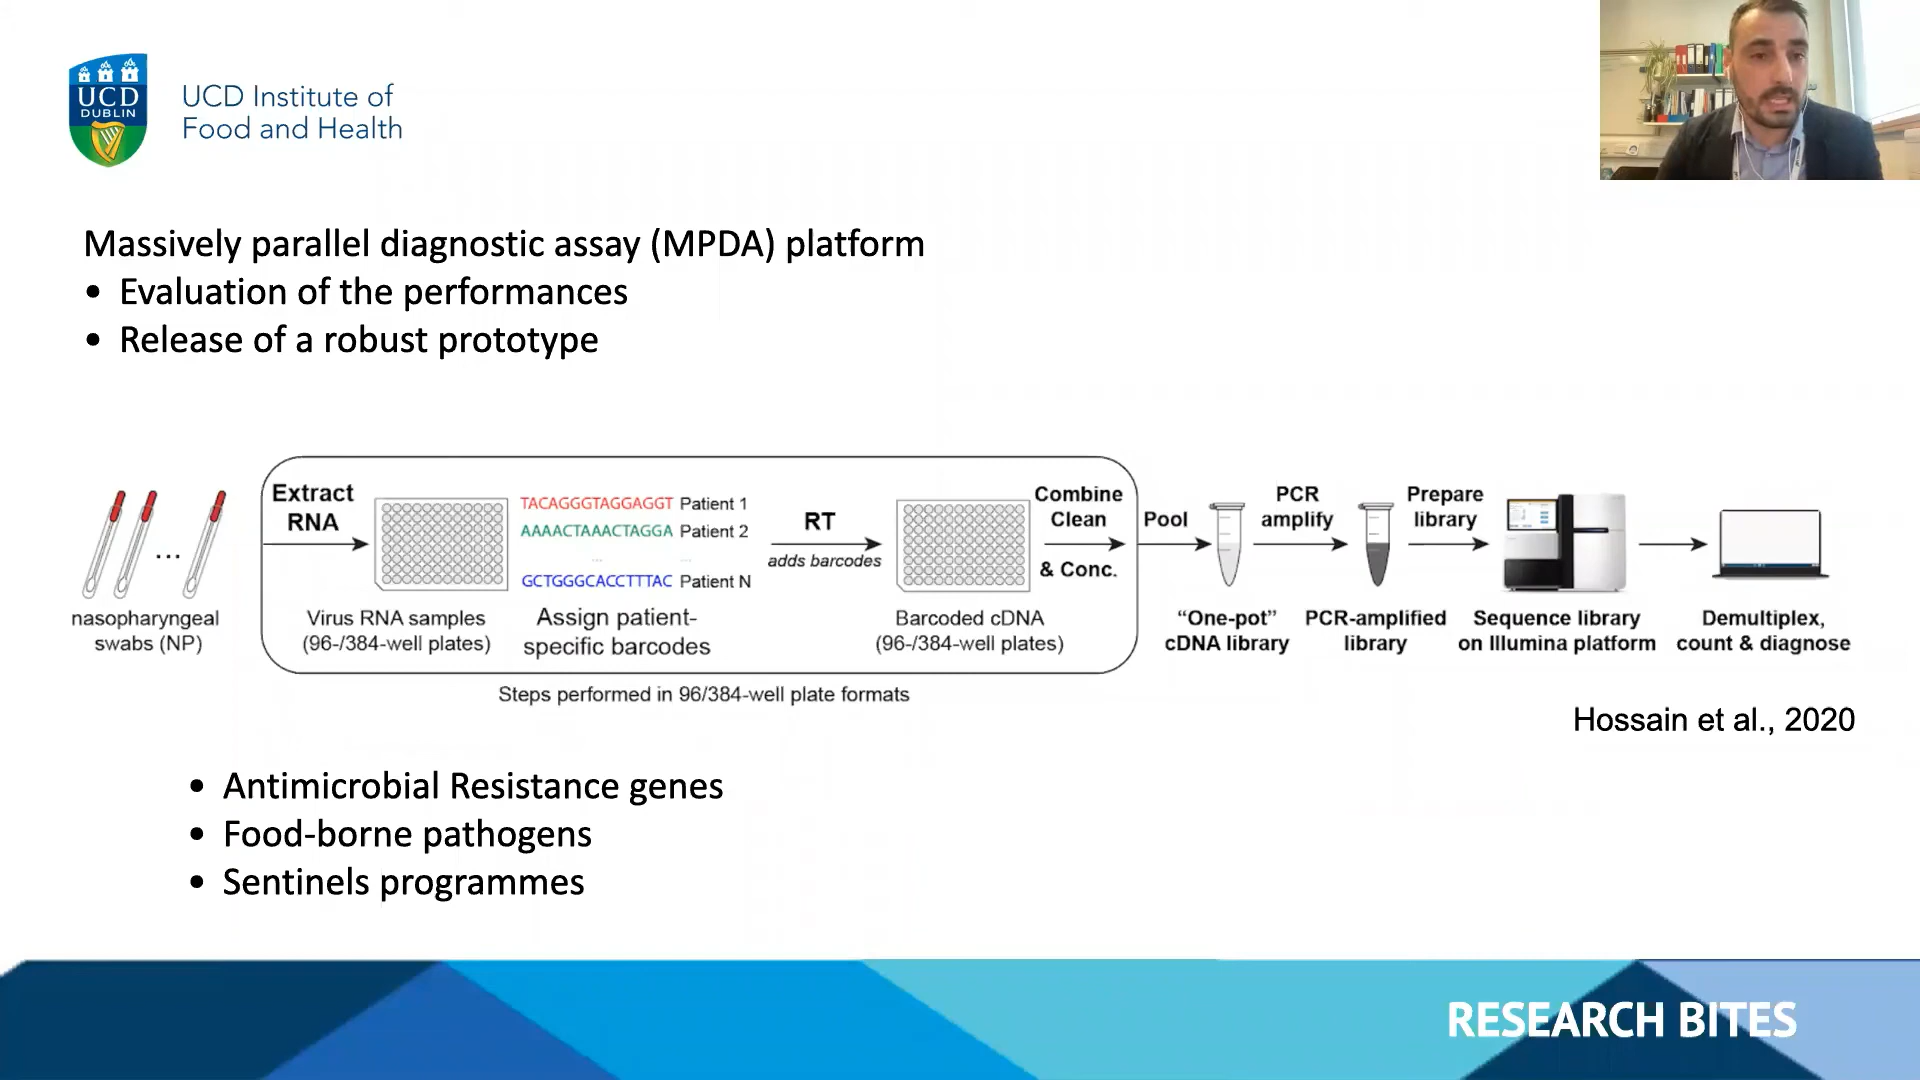 UCD
DUBLIN
UCD Institute of
Food and Health
Massively parallel diagnostic assay (MPDA) platform
• Evaluation of the performances
• Release of a robust prototype
nasopharyngeal
swabs (NP)
...
Extract
RNA
Virus RNA samples
(96-/384-well plates)
TACAGGGTAGGAGGT Patient 1
AAAACTAAACTAGGA Patient 2
... ...
GCTGGGCACCTTTAC Patient N
Assign patient-
specific barcodes
RT
adds barcodes
Barcoded cDNA
(96-/384-well plates)
Combine
Clean
& Conc.
Steps performed in 96/384-well plate formats
Pool
“One-pot”
cDNA library
PCR
amplify
PCR-amplified
library
Prepare
library
Sequence library
on Illumina platform
Demultiplex,
count & diagnose
Hossain et al., 2020
• Antimicrobial Resistance genes
• Food-borne pathogens
• Sentinels programmes
RESEARCH BITES